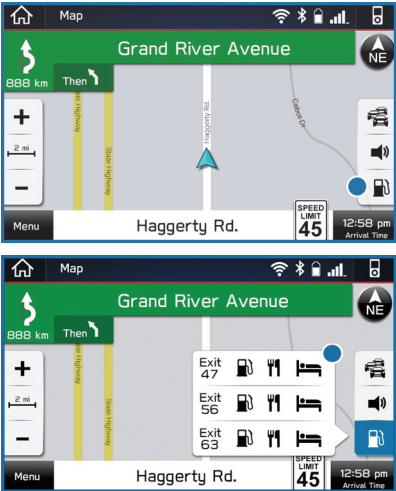 Map
Grand River Avenue
NE
888 km
Then
State Highway
State Highway
Haggerty Rd.
Cabot Dr
+
2 mi
−
Menu
Haggerty Rd.
SPEED
LIMIT
45
12:58 pm
Arrival Time
Map
Grand River Avenue
NE
888 km
Then
State Highway
Exit
47
Exit
56
Exit
63
+
2 mi
−
Menu
Haggerty Rd.
SPEED
LIMIT
45
12:58 pm
Arrival Time